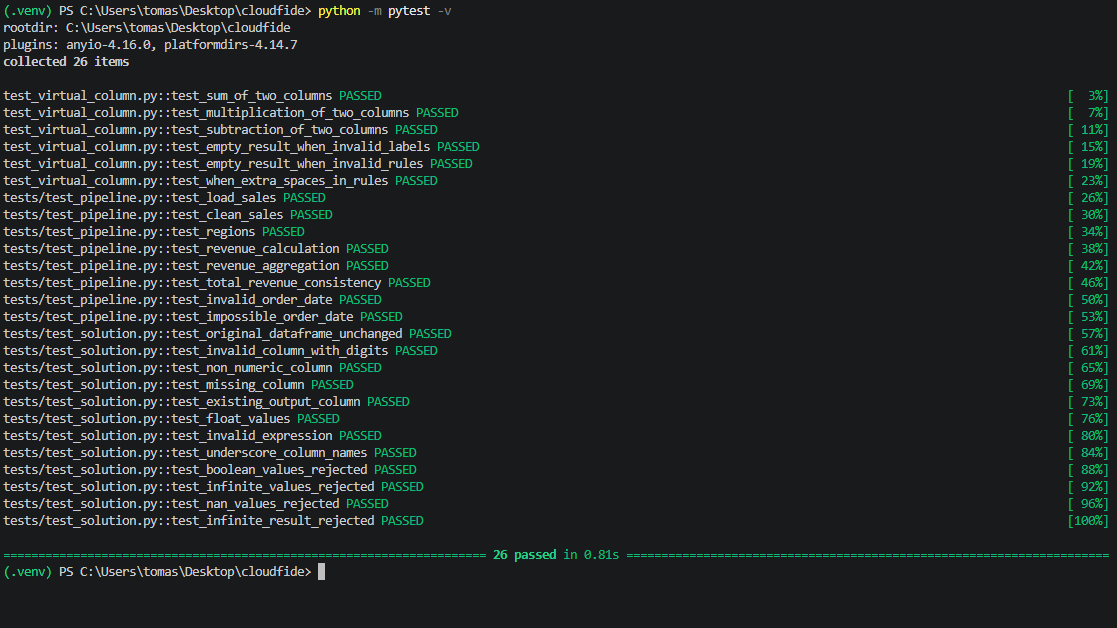 (.venv) PS C:\Users\tomas\Desktop\cloudfide> python -m pytest -v
rootdir: C:\Users\tomas\Desktop\cloudfide
plugins: anyio-4.16.0, platformdirs-4.14.7
collected 26 items

test_virtual_column.py::test_sum_of_two_columns PASSED [  3%]
test_virtual_column.py::test_multiplication_of_two_columns PASSED [  7%]
test_virtual_column.py::test_subtraction_of_two_columns PASSED [ 11%]
test_virtual_column.py::test_empty_result_when_invalid_labels PASSED [ 15%]
test_virtual_column.py::test_empty_result_when_invalid_rules PASSED [ 19%]
test_virtual_column.py::test_when_extra_spaces_in_rules PASSED [ 23%]
tests/test_pipeline.py::test_load_sales PASSED [ 26%]
tests/test_pipeline.py::test_clean_sales PASSED [ 30%]
tests/test_pipeline.py::test_regions PASSED [ 34%]
tests/test_pipeline.py::test_revenue_calculation PASSED [ 38%]
tests/test_pipeline.py::test_revenue_aggregation PASSED [ 42%]
tests/test_pipeline.py::test_total_revenue_consistency PASSED [ 46%]
tests/test_pipeline.py::test_invalid_order_date PASSED [ 50%]
tests/test_pipeline.py::test_impossible_order_date PASSED [ 53%]
tests/test_solution.py::test_original_dataframe_unchanged PASSED [ 57%]
tests/test_solution.py::test_invalid_column_with_digits PASSED [ 61%]
tests/test_solution.py::test_non_numeric_column PASSED [ 65%]
tests/test_solution.py::test_missing_column PASSED [ 69%]
tests/test_solution.py::test_existing_output_column PASSED [ 73%]
tests/test_solution.py::test_float_values PASSED [ 76%]
tests/test_solution.py::test_invalid_expression PASSED [ 80%]
tests/test_solution.py::test_underscore_column_names PASSED [ 84%]
tests/test_solution.py::test_boolean_values_rejected PASSED [ 88%]
tests/test_solution.py::test_infinite_values_rejected PASSED [ 92%]
tests/test_solution.py::test_nan_values_rejected PASSED [ 96%]
tests/test_solution.py::test_infinite_result_rejected PASSED [100%]

===================================================================== 26 passed in 0.81s =====================================================================
(.venv) PS C:\Users\tomas\Desktop\cloudfide>